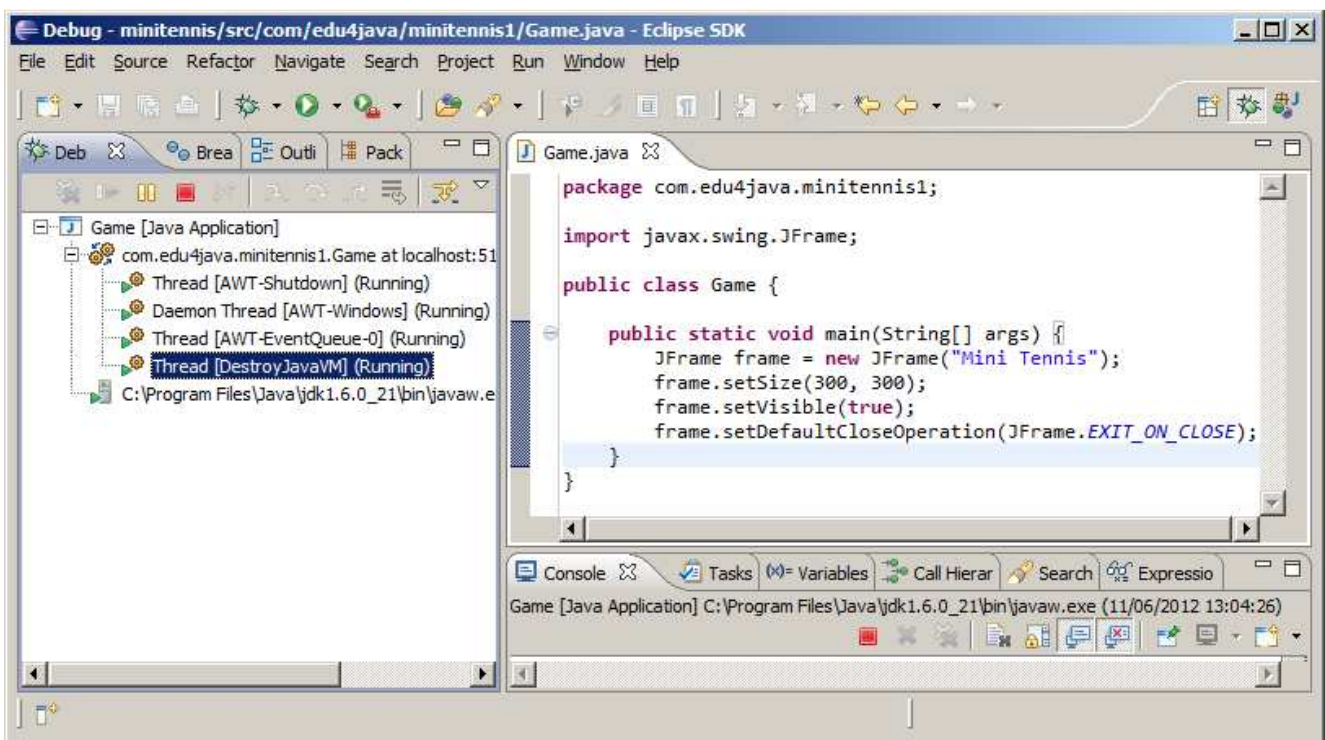 Debug - minitennis/src/com/edu4java/minitennis1/Game.java - Eclipse SDK
File Edit Source Refactor Navigate Search Project Run Window Help
Deb Brea Outli Pack
Game [Java Application]
com.edu4java.minitennis1.Game at localhost:51
Thread [AWT-Shutdown] (Running)
Daemon Thread [AWT-Windows] (Running)
Thread [AWT-EventQueue-0] (Running)
Thread [DestroyJavaVM] (Running)
C:\Program Files\Java\jdk1.6.0_21\bin\javaw.e
Game.java
package com.edu4java.minitennis1;
import javax.swing.JFrame;
public class Game {
public static void main(String[] args) {
JFrame frame = new JFrame("Mini Tennis");
frame.setSize(300, 300);
frame.setVisible(true);
frame.setDefaultCloseOperation(JFrame.EXIT_ON_CLOSE);
}
}
Console Tasks (x)= Variables Call Hierar Search Expressio
Game [Java Application] C:\Program Files\Java\jdk1.6.0_21\bin\javaw.exe (11/06/2012 13:04:26)